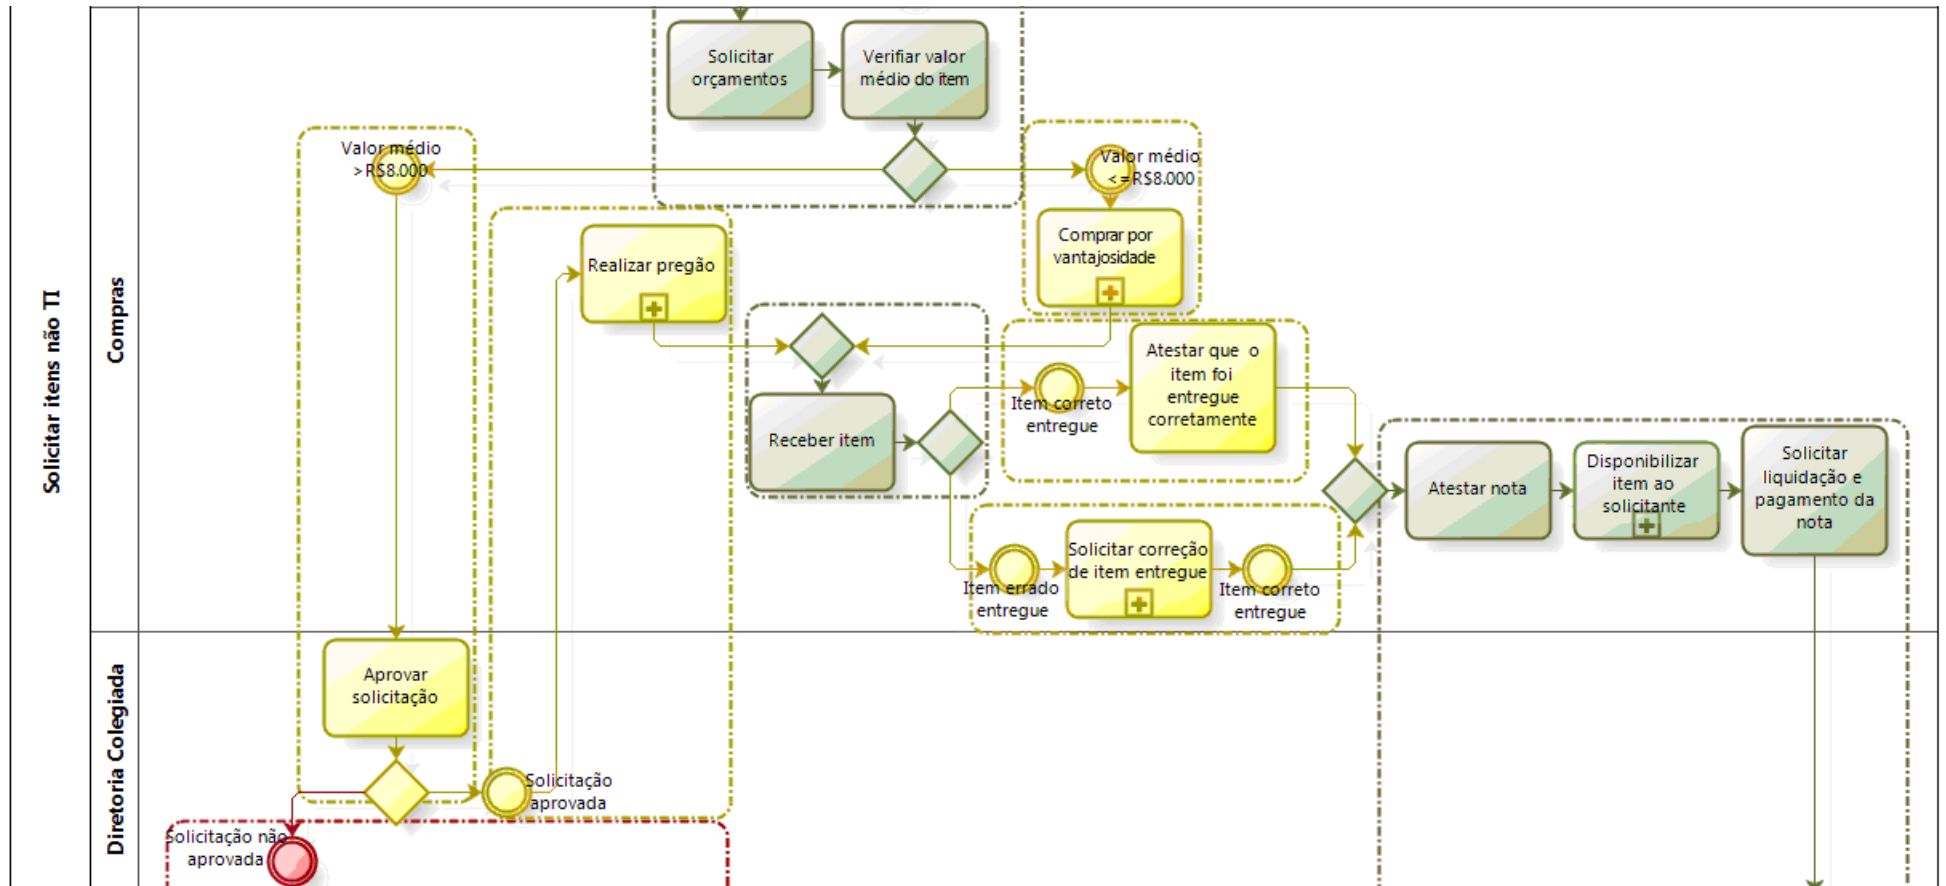 Solicitar itens não TI
Compras
Solicitar
orçamentos
Verifiar valor
médio do item
Valor médio
> R$8.000
Valor médio
<=R$8.000
Realizar pregão
Comprar por
vantajosidade
Atestar que o
item foi
entregue
corretamente
Item correto
entregue
Receber item
Atestar nota
Disponibilizar
item ao
solicitante
Solicitar
liquidação e
pagamento da
nota
Item errado
entregue
Solicitar correção
de item entregue
Item correto
entregue
Diretoria Colegiada
Aprovar
solicitação
Solicitação
aprovada
Solicitação não
aprovada